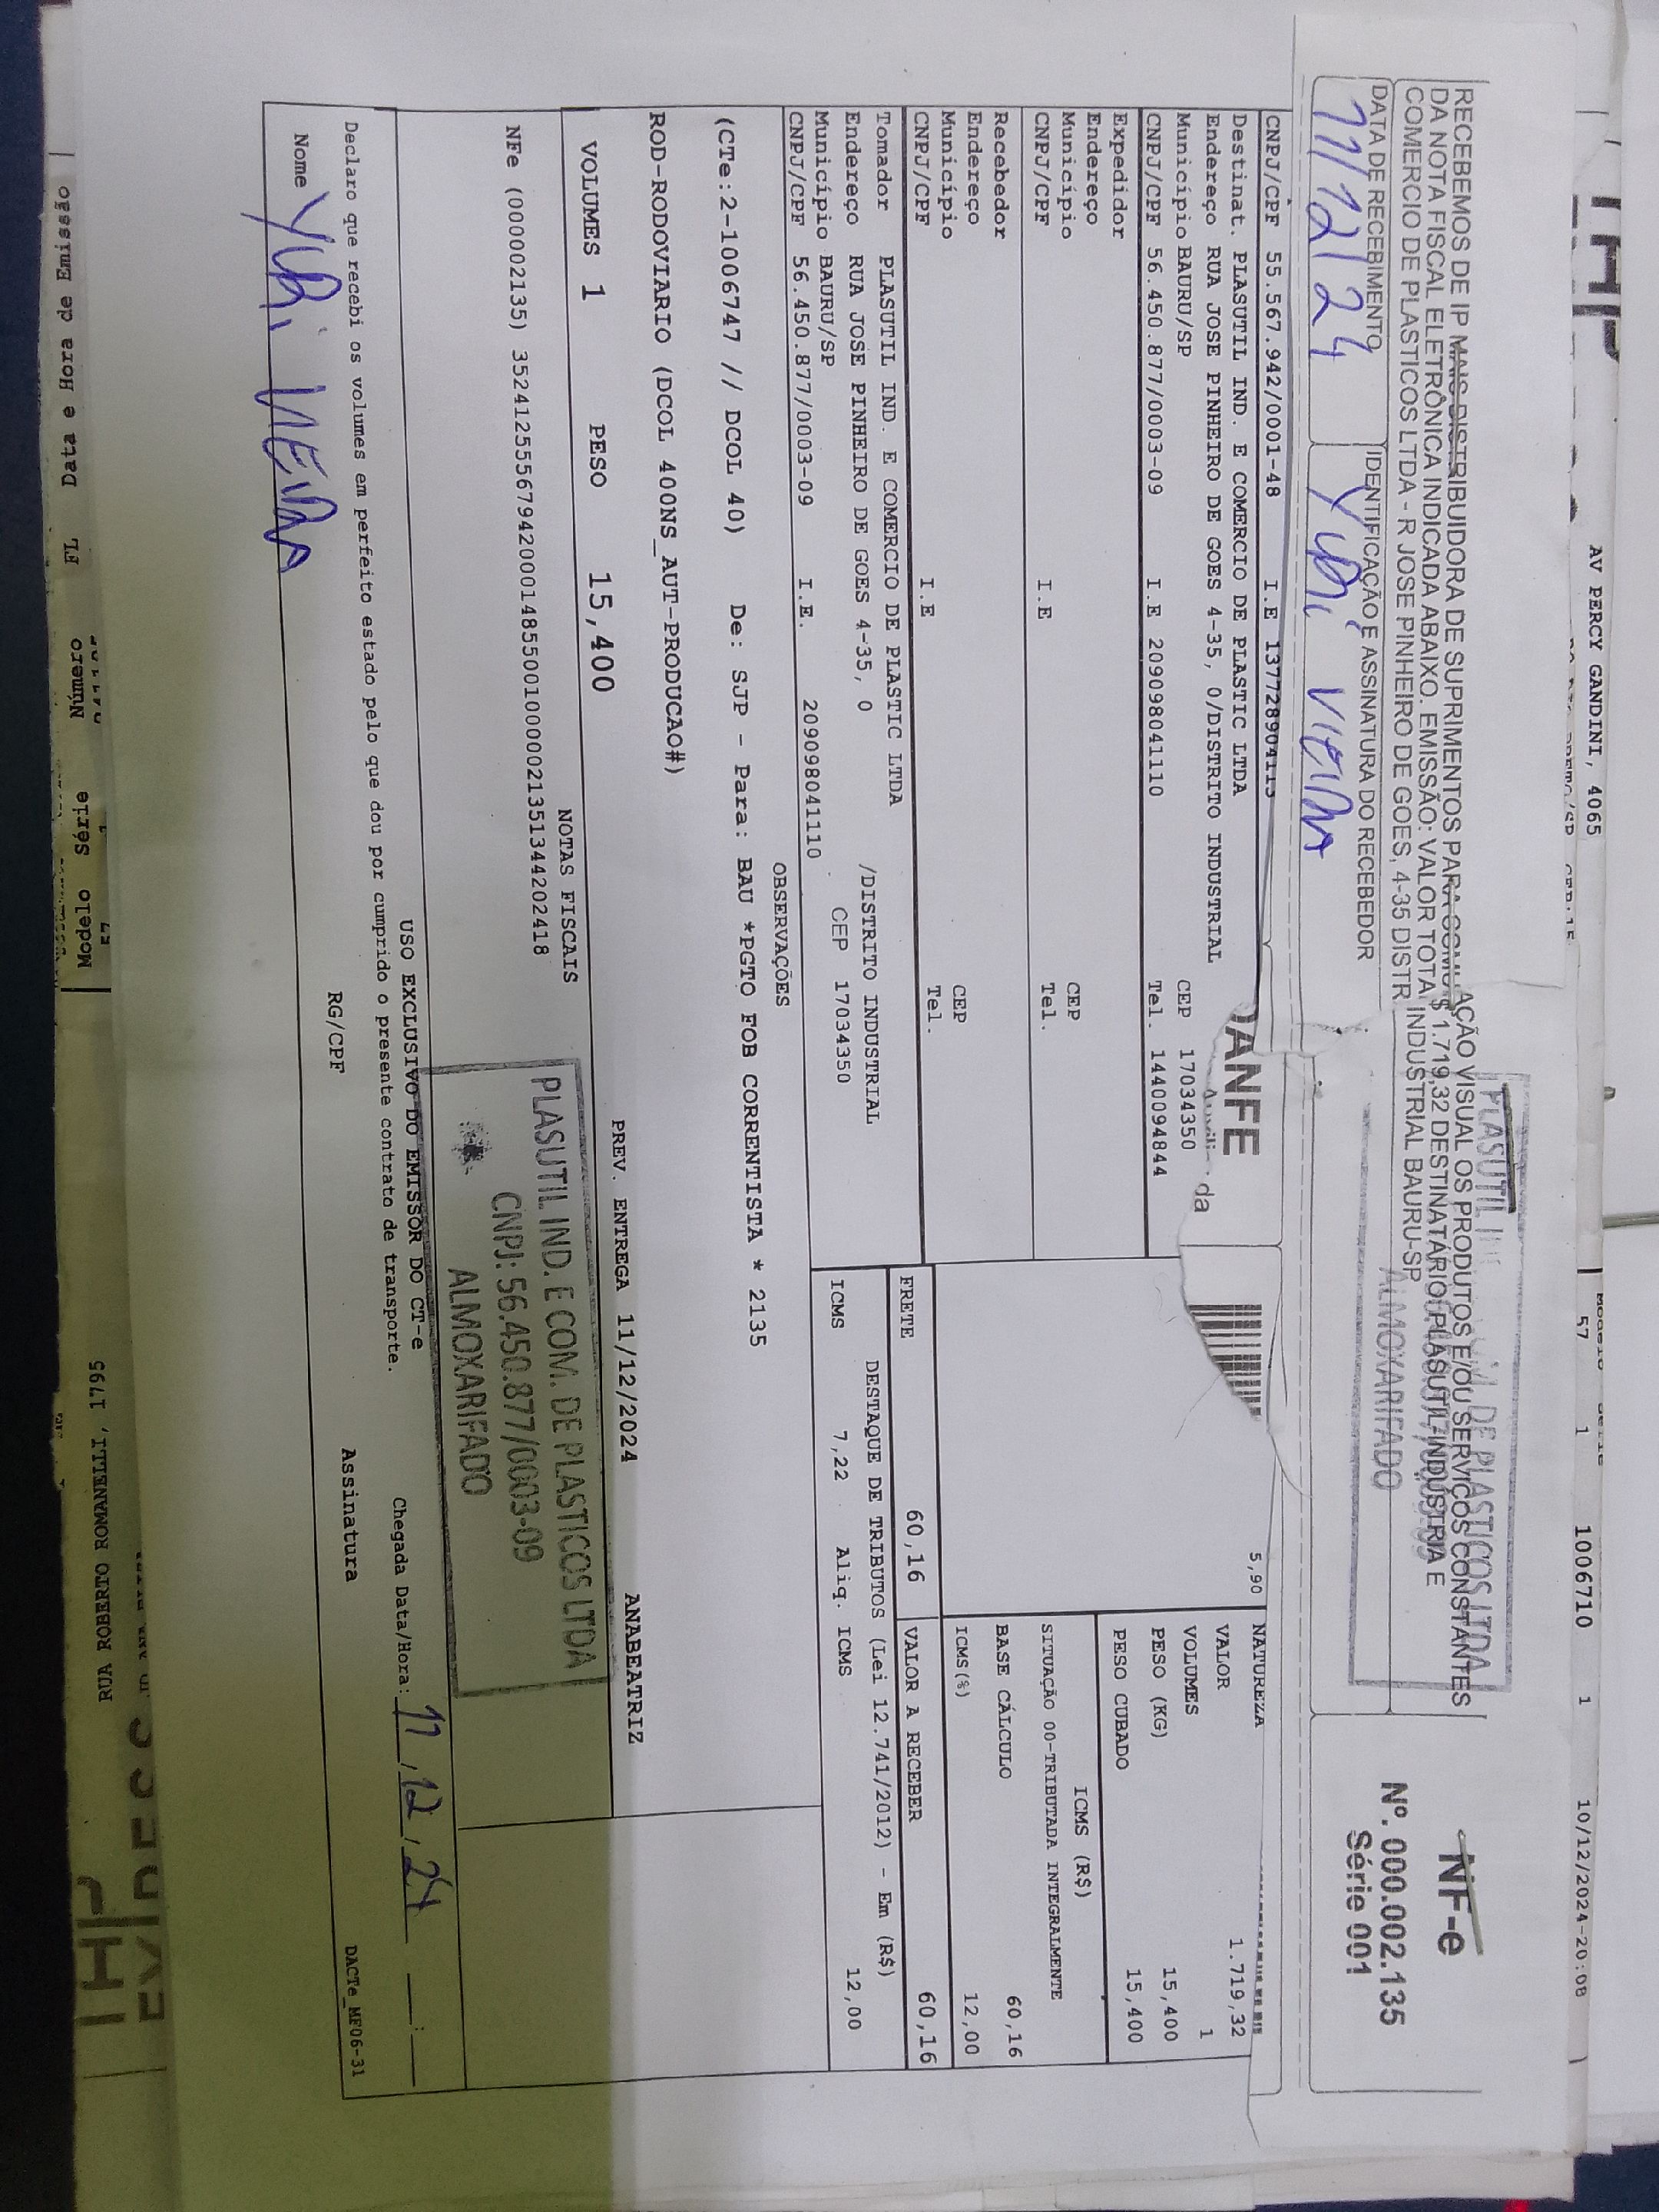 AV PERCY GANDINI, 4065
57 1 1006710 1 10/12/2024-20:08
RECEBEMOS DE IP MAIS DISTRIBUIDORA DE SUPRIMENTOS PARA COMU AÇÃO VISUAL OS PRODUTOS E/OU SERVIÇOS CONSTANTES
DA NOTA FISCAL ELETRÔNICA INDICADA ABAIXO. EMISSÃO: VALOR TOTA $ 1.719,32 DESTINATÁRIO: PLASUTIL-INDÚSTRIA E
COMERCIO DE PLASTICOS LTDA - R JOSE PINHEIRO DE GOES, 4-35 DISTR INDUSTRIAL BAURU-SP
PLASUTIL IN DE PLASTICOS LTDA
ALMOXARIFADO
NF-e
Nº. 000.002.135
Série 001
DATA DE RECEBIMENTO
IDENTIFICAÇÃO E ASSINATURA DO RECEBEDOR
11/12/24
Yuri Vieira
DANFE
da
CNPJ/CPF 55.567.942/0001-48 I.E 137728904113
Destinat. PLASUTIL IND. E COMERCIO DE PLASTIC LTDA
Endereço RUA JOSE PINHEIRO DE GOES 4-35, 0/DISTRITO INDUSTRIAL
Município BAURU/SP CEP 17034350
CNPJ/CPF 56.450.877/0003-09 I.E 209098041110 Tel. 1440094844
Expedidor
Endereço
Município CEP
CNPJ/CPF I.E Tel.
Recebedor
Endereço
Município CEP
CNPJ/CPF I.E Tel.
Tomador PLASUTIL IND. E COMERCIO DE PLASTIC LTDA
Endereço RUA JOSE PINHEIRO DE GOES 4-35, 0 /DISTRITO INDUSTRIAL
Município BAURU/SP CEP 17034350
CNPJ/CPF 56.450.877/0003-09 I.E. 209098041110
5,90
NATUREZA
VALOR 1.719,32
VOLUMES 1
PESO (KG) 15,400
PESO CUBADO 15,400
ICMS (R$)
SITUAÇÃO 00-TRIBUTADA INTEGRALMENTE
BASE CÁLCULO 60,16
ICMS(%) 12,00
FRETE 60,16 VALOR A RECEBER 60,16
DESTAQUE DE TRIBUTOS (Lei 12.741/2012) - Em (R$)
ICMS 7,22 Aliq. ICMS 12,00
OBSERVAÇÕES
(CTe:2-1006747 // DCOL 40) De: SJP - Para: BAU *PGTO FOB CORRENTISTA * 2135
ROD-RODOVIARIO (DCOL 400NS_AUT-PRODUCAO#)
VOLUMES 1 PESO 15,400 PREV. ENTREGA 11/12/2024 ANABEATRIZ
NOTAS FISCAIS
NFe (000002135) 35241255567942000148550010000021351344202418
PLASUTIL IND. E COM. DE PLASTICOS LTDA
CNPJ: 56.450.877/0003-09
ALMOXARIFADO
USO EXCLUSIVO DO EMISSOR DO CT-e
Declaro que recebi os volumes em perfeito estado pelo que dou por cumprido o presente contrato de transporte.
Chegada Data/Hora: 11/12/24 __:__
Nome Yuri Vieira RG/CPF Assinatura
DACTe_MF06-31
Modelo Série Número FL Data e Hora de Emissão
RUA ROBERTO ROMANELLI, 1795